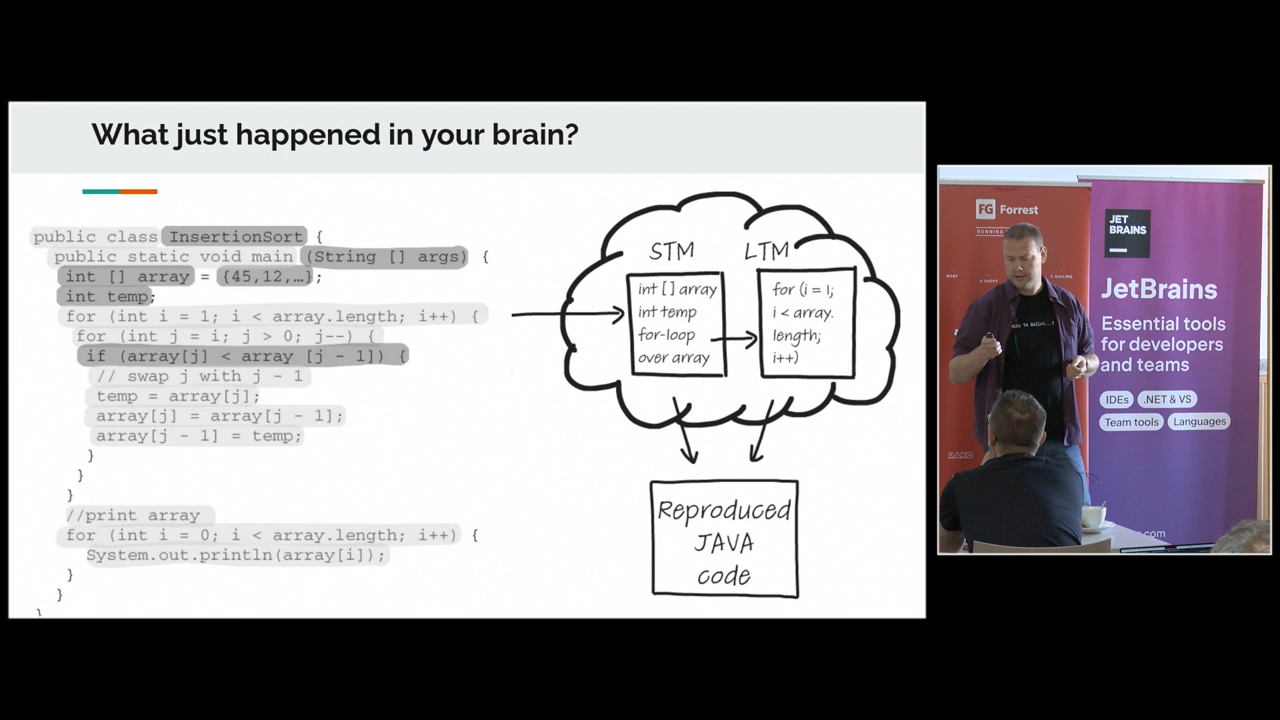 What just happened in your brain?
public class InsertionSort {
public static void main (String [] args) {
int [] array = {45,12,…};
int temp;
for (int i = 1; i < array.length; i++) {
for (int j = i; j > 0; j--) {
if (array[j] < array [j - 1]) {
// swap j with j - 1
temp = array[j];
array[j] = array[j - 1];
array[j - 1] = temp;
}
}
}
//print array
for (int i = 0; i < array.length; i++) {
System.out.println(array[i]);
}
}
}
STM
LTM
int [] array
int temp
for-loop
over array
for (i = 1;
i < array.
length;
i++)
Reproduced
JAVA
code
FG Forrest
JET
BRAINS
JetBrains
Essential tools
for developers
and teams
IDEs
.NET & VS
Team tools
Languages
.com